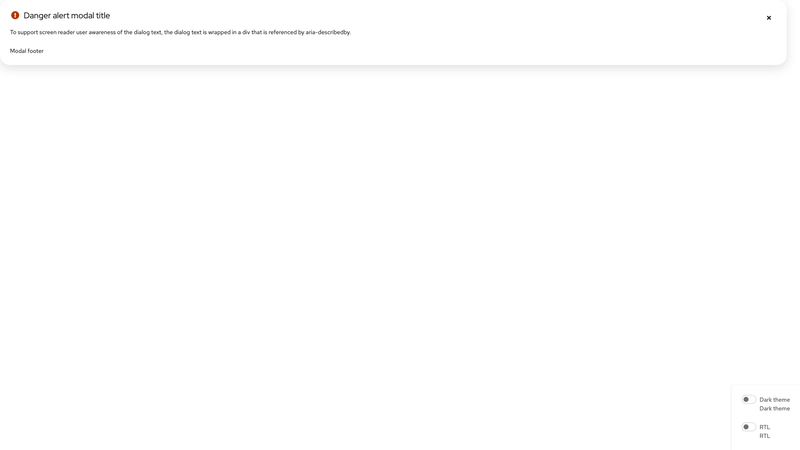 Danger alert modal title
To support screen reader user awareness of the dialog text, the dialog text is wrapped in a div that is referenced by aria-describedby.
Modal footer
Dark theme
Dark theme
RTL
RTL